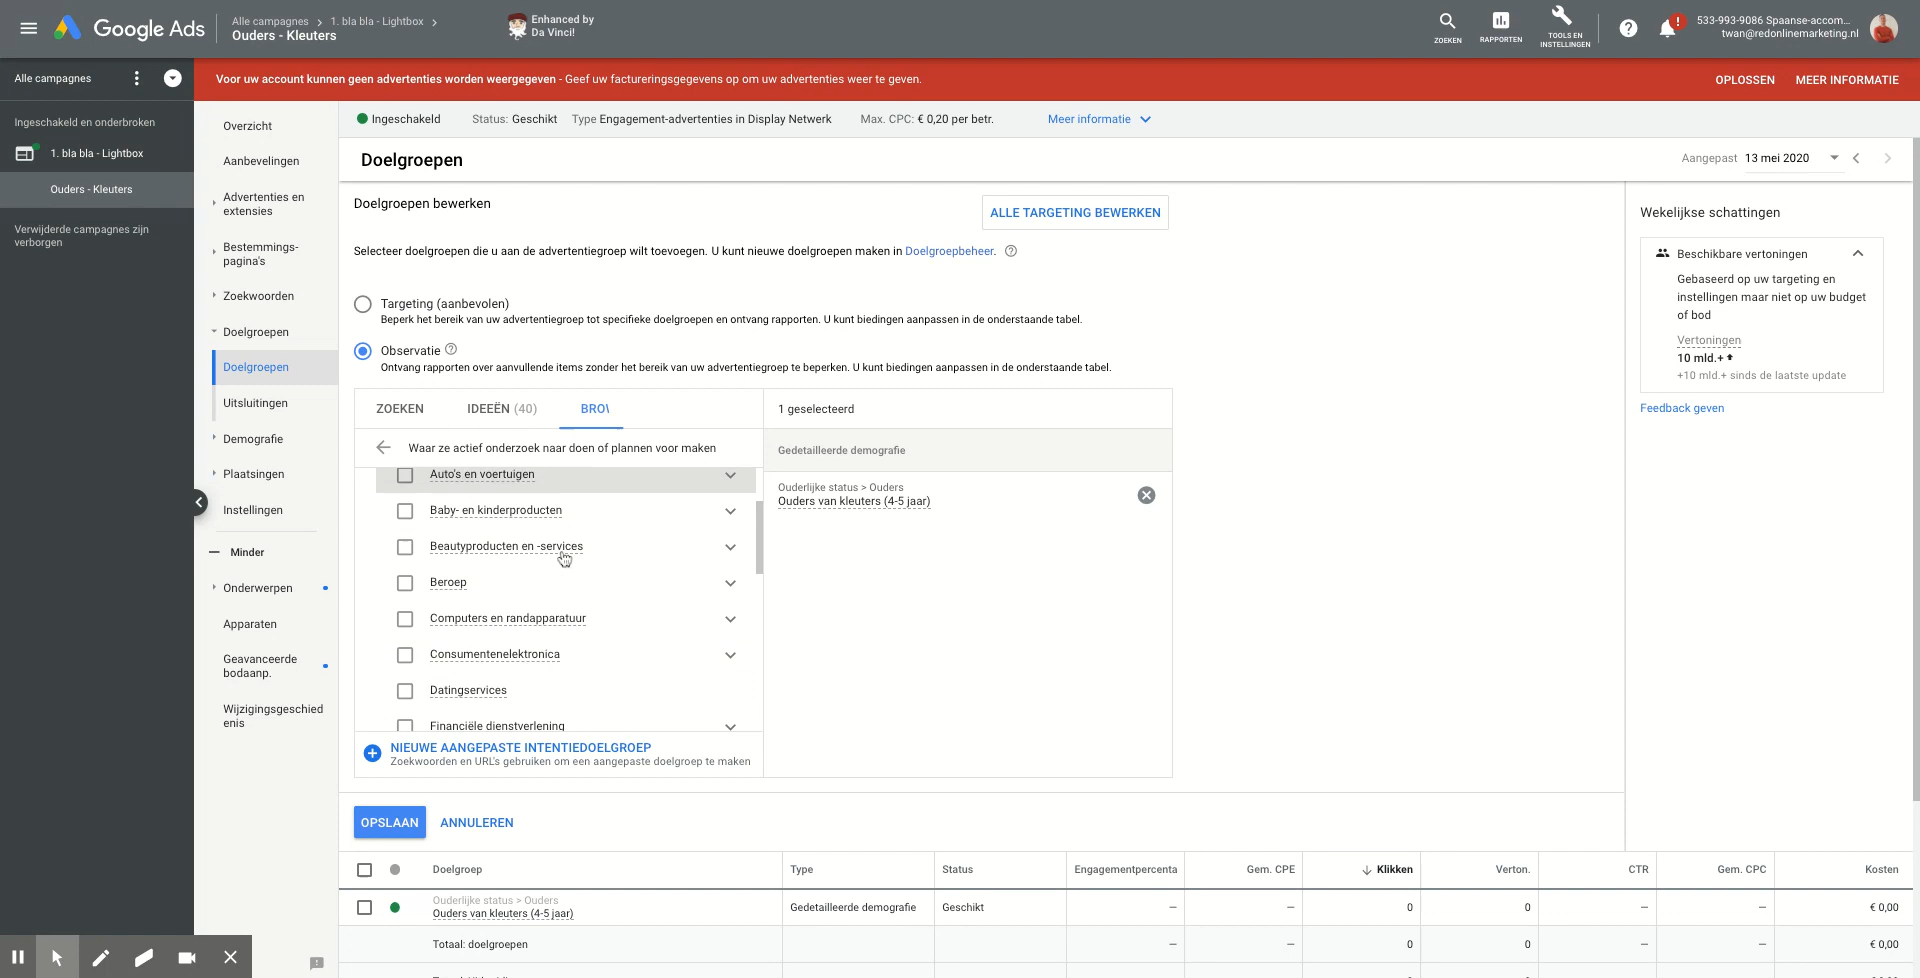 Google Ads
Alle campagnes > 1. bla bla - Lightbox >
Ouders - Kleuters
Enhanced by
Da Vinci!
ZOEKEN
RAPPORTEN
TOOLS EN
INSTELLINGEN
533-993-9086 Spaanse-accom...
twan@redonlinemarketing.nl
Alle campagnes
Voor uw account kunnen geen advertenties worden weergegeven - Geef uw factureringsgegevens op om uw advertenties weer te geven.
OPLOSSEN
MEER INFORMATIE
Ingeschakeld en onderbroken
1. bla bla - Lightbox
Ouders - Kleuters
Verwijderde campagnes zijn
verborgen
Overzicht
Aanbevelingen
Advertenties en
extensies
Bestemmings-
pagina's
Zoekwoorden
Doelgroepen
Doelgroepen
Uitsluitingen
Demografie
Plaatsingen
Instellingen
Minder
Onderwerpen
Apparaten
Geavanceerde
bodaanp.
Wijzigingsgeschied
enis
Ingeschakeld
Status: Geschikt
Type Engagement-advertenties in Display Netwerk
Max. CPC: € 0,20 per betr.
Meer informatie
Doelgroepen
Aangepast 13 mei 2020
Doelgroepen bewerken
ALLE TARGETING BEWERKEN
Selecteer doelgroepen die u aan de advertentiegroep wilt toevoegen. U kunt nieuwe doelgroepen maken in Doelgroepbeheer.
Targeting (aanbevolen)
Beperk het bereik van uw advertentiegroep tot specifieke doelgroepen en ontvang rapporten. U kunt biedingen aanpassen in de onderstaande tabel.
Observatie
Ontvang rapporten over aanvullende items zonder het bereik van uw advertentiegroep te beperken. U kunt biedingen aanpassen in de onderstaande tabel.
ZOEKEN
IDEEËN (40)
1 geselecteerd
Waar ze actief onderzoek naar doen of plannen voor maken
Auto's en voertuigen
Baby- en kinderproducten
Beautyproducten en -services
Beroep
Computers en randapparatuur
Consumentenelektronica
Datingservices
Financiële dienstverlening
NIEUWE AANGEPASTE INTENTIEDOELGROEP
Zoekwoorden en URL's gebruiken om een aangepaste doelgroep te maken
Gedetailleerde demografie
Ouderlijke status > Ouders
Ouders van kleuters (4-5 jaar)
Wekelijkse schattingen
Beschikbare vertoningen
Gebaseerd op uw targeting en
instellingen maar niet op uw budget
of bod
Vertoningen
10 mld.+
+10 mld.+ sinds de laatste update
Feedback geven
OPSLAAN
ANNULEREN
Doelgroep
Type
Status
Engagementpercenta
Gem. CPE
Klikken
Verton.
CTR
Gem. CPC
Kosten
Ouderlijke status > Ouders
Ouders van kleuters (4-5 jaar)
Gedetailleerde demografie
Geschikt
–
–
0
0
–
–
€ 0,00
Totaal: doelgroepen
–
–
0
0
–
–
€ 0,00